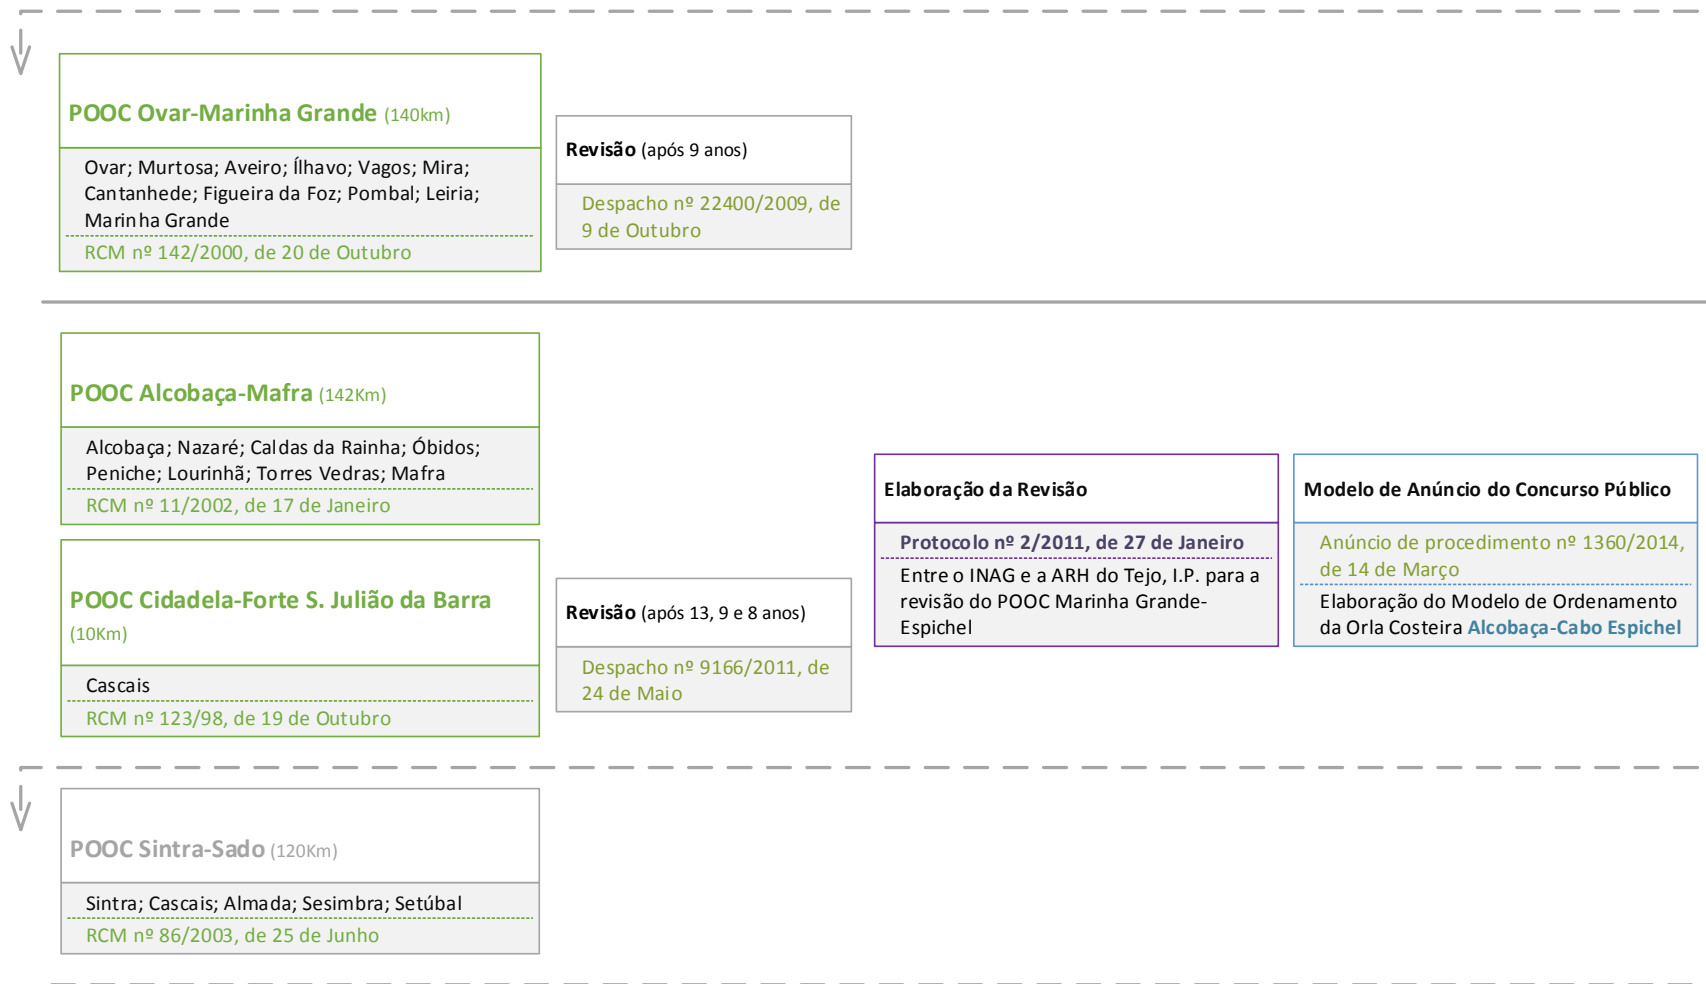 POOC Ovar-Marinha Grande (140km)
Ovar; Murtosa; Aveiro; Ílhavo; Vagos; Mira;
Cantanhede; Figueira da Foz; Pombal; Leiria;
Marinha Grande
RCM nº 142/2000, de 20 de Outubro
Revisão (após 9 anos)
Despacho nº 22400/2009, de
9 de Outubro
POOC Alcobaça-Mafra (142Km)
Alcobaça; Nazaré; Caldas da Rainha; Óbidos;
Peniche; Lourinhã; Torres Vedras; Mafra
RCM nº 11/2002, de 17 de Janeiro
POOC Cidadela-Forte S. Julião da Barra
(10Km)
Cascais
RCM nº 123/98, de 19 de Outubro
Revisão (após 13, 9 e 8 anos)
Despacho nº 9166/2011, de
24 de Maio
Elaboração da Revisão
Protocolo nº 2/2011, de 27 de Janeiro
Entre o INAG e a ARH do Tejo, I.P. para a
revisão do POOC Marinha Grande-
Espichel
Modelo de Anúncio do Concurso Público
Anúncio de procedimento nº 1360/2014,
de 14 de Março
Elaboração do Modelo de Ordenamento
da Orla Costeira Alcobaça-Cabo Espichel
POOC Sintra-Sado (120Km)
Sintra; Cascais; Almada; Sesimbra; Setúbal
RCM nº 86/2003, de 25 de Junho